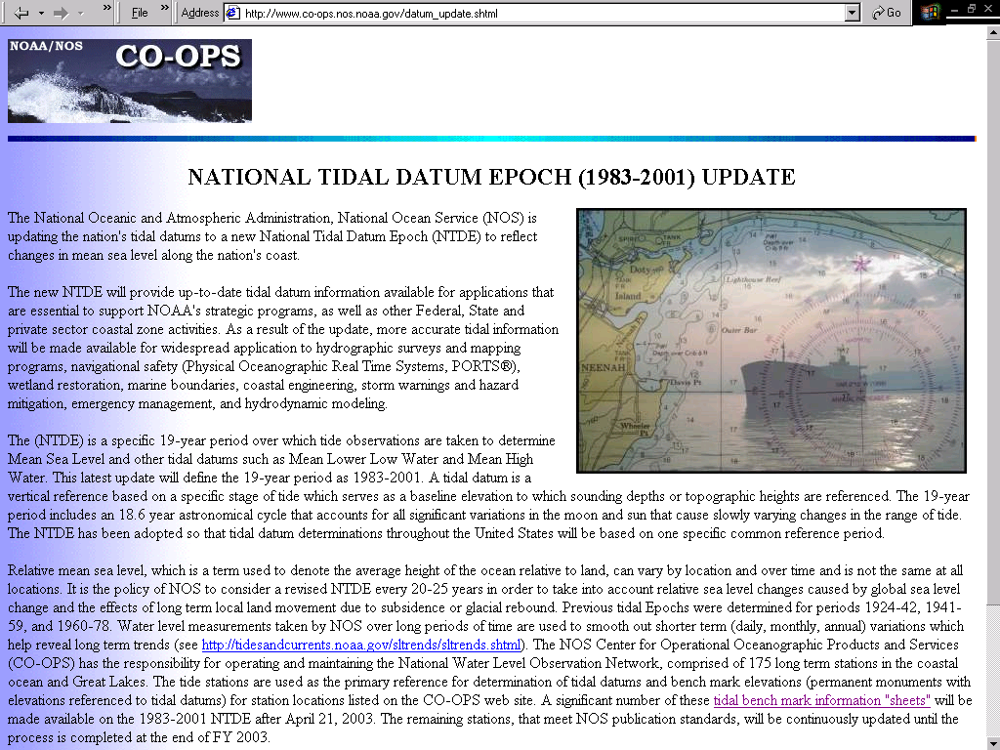 File
Address
http://www.co-ops.nos.noaa.gov/datum_update.shtml
Go
NOAA/NOS
CO-OPS
NATIONAL TIDAL DATUM EPOCH (1983-2001) UPDATE
The National Oceanic and Atmospheric Administration, National Ocean Service (NOS) is
updating the nation's tidal datums to a new National Tidal Datum Epoch (NTDE) to reflect
changes in mean sea level along the nation's coast.
The new NTDE will provide up-to-date tidal datum information available for applications that
are essential to support NOAA's strategic programs, as well as other Federal, State and
private sector coastal zone activities. As a result of the update, more accurate tidal information
will be made available for widespread application to hydrographic surveys and mapping
programs, navigational safety (Physical Oceanographic Real Time Systems, PORTS®),
wetland restoration, marine boundaries, coastal engineering, storm warnings and hazard
mitigation, emergency management, and hydrodynamic modeling.
The (NTDE) is a specific 19-year period over which tide observations are taken to determine
Mean Sea Level and other tidal datums such as Mean Lower Low Water and Mean High
Water. This latest update will define the 19-year period as 1983-2001. A tidal datum is a
vertical reference based on a specific stage of tide which serves as a baseline elevation to which sounding depths or topographic heights are referenced. The 19-year
period includes an 18.6 year astronomical cycle that accounts for all significant variations in the moon and sun that cause slowly varying changes in the range of tide.
The NTDE has been adopted so that tidal datum determinations throughout the United States will be based on one specific common reference period.
Relative mean sea level, which is a term used to denote the average height of the ocean relative to land, can vary by location and over time and is not the same at all
locations. It is the policy of NOS to consider a revised NTDE every 20-25 years in order to take into account relative sea level changes caused by global sea level
change and the effects of long term local land movement due to subsidence or glacial rebound. Previous tidal Epochs were determined for periods 1924-42, 1941-
59, and 1960-78. Water level measurements taken by NOS over long periods of time are used to smooth out shorter term (daily, monthly, annual) variations which
help reveal long term trends (see http://tidesandcurrents.noaa.gov/sltrends/sltrends.shtml). The NOS Center for Operational Oceanographic Products and Services
(CO-OPS) has the responsibility for operating and maintaining the National Water Level Observation Network, comprised of 175 long term stations in the coastal
ocean and Great Lakes. The tide stations are used as the primary reference for determination of tidal datums and bench mark elevations (permanent monuments with
elevations referenced to tidal datums) for station locations listed on the CO-OPS web site. A significant number of these tidal bench mark information "sheets" will be
made available on the 1983-2001 NTDE after April 21, 2003. The remaining stations, that meet NOS publication standards, will be continuously updated until the
process is completed at the end of FY 2003.
TANK
Doty
Lighthouse Reef
Island
Outer Bar
Depth over Crib 6 ft
NEENAH
Davis Pt
Wheeler
Pt